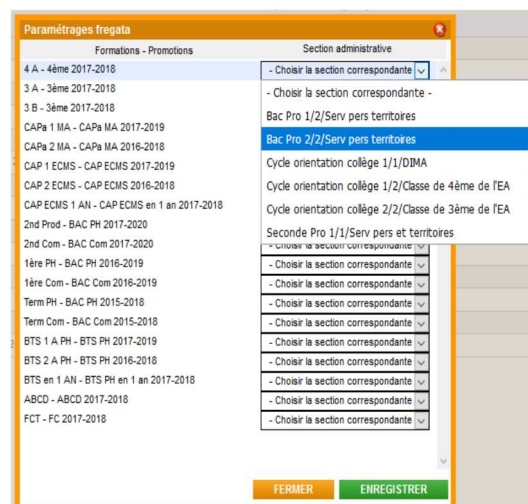 Paramétrages fregata
Formations - Promotions Section administrative
4 A - 4ème 2017-2018 - Choisir la section correspondante
3 A - 3ème 2017-2018 - Choisir la section correspondante -
3 B - 3ème 2017-2018 Bac Pro 1/2/Serv pers territoires
CAPa 1 MA - CAPa MA 2017-2019 Bac Pro 2/2/Serv pers territoires
CAPa 2 MA - CAPa MA 2016-2018 Cycle orientation collège 1/1/DIMA
CAP 1 ECMS - CAP ECMS 2017-2019 Cycle orientation collège 1/2/Classe de 4ème de l'EA
CAP 2 ECMS - CAP ECMS 2016-2018 Cycle orientation collège 2/2/Classe de 3ème de l'EA
CAP ECMS 1 AN - CAP ECMS en 1 an 2017-2018 Seconde Pro 1/1/Serv pers et territoires
2nd Prod - BAC PH 2017-2020
2nd Com - BAC Com 2017-2020 - Choisir la section correspondante
1ère PH - BAC PH 2016-2019 - Choisir la section correspondante
1ère Com - BAC Com 2016-2019 - Choisir la section correspondante
Term PH - BAC PH 2015-2018 - Choisir la section correspondante
Term Com - BAC Com 2015-2018 - Choisir la section correspondante
BTS 1 A PH - BTS PH 2017-2019 - Choisir la section correspondante
BTS 2 A PH - BTS PH 2016-2018 - Choisir la section correspondante
BTS en 1 AN - BTS PH en 1 an 2017-2018 - Choisir la section correspondante
ABCD - ABCD 2017-2018 - Choisir la section correspondante
FCT - FC 2017-2018 - Choisir la section correspondante
FERMER ENREGISTRER